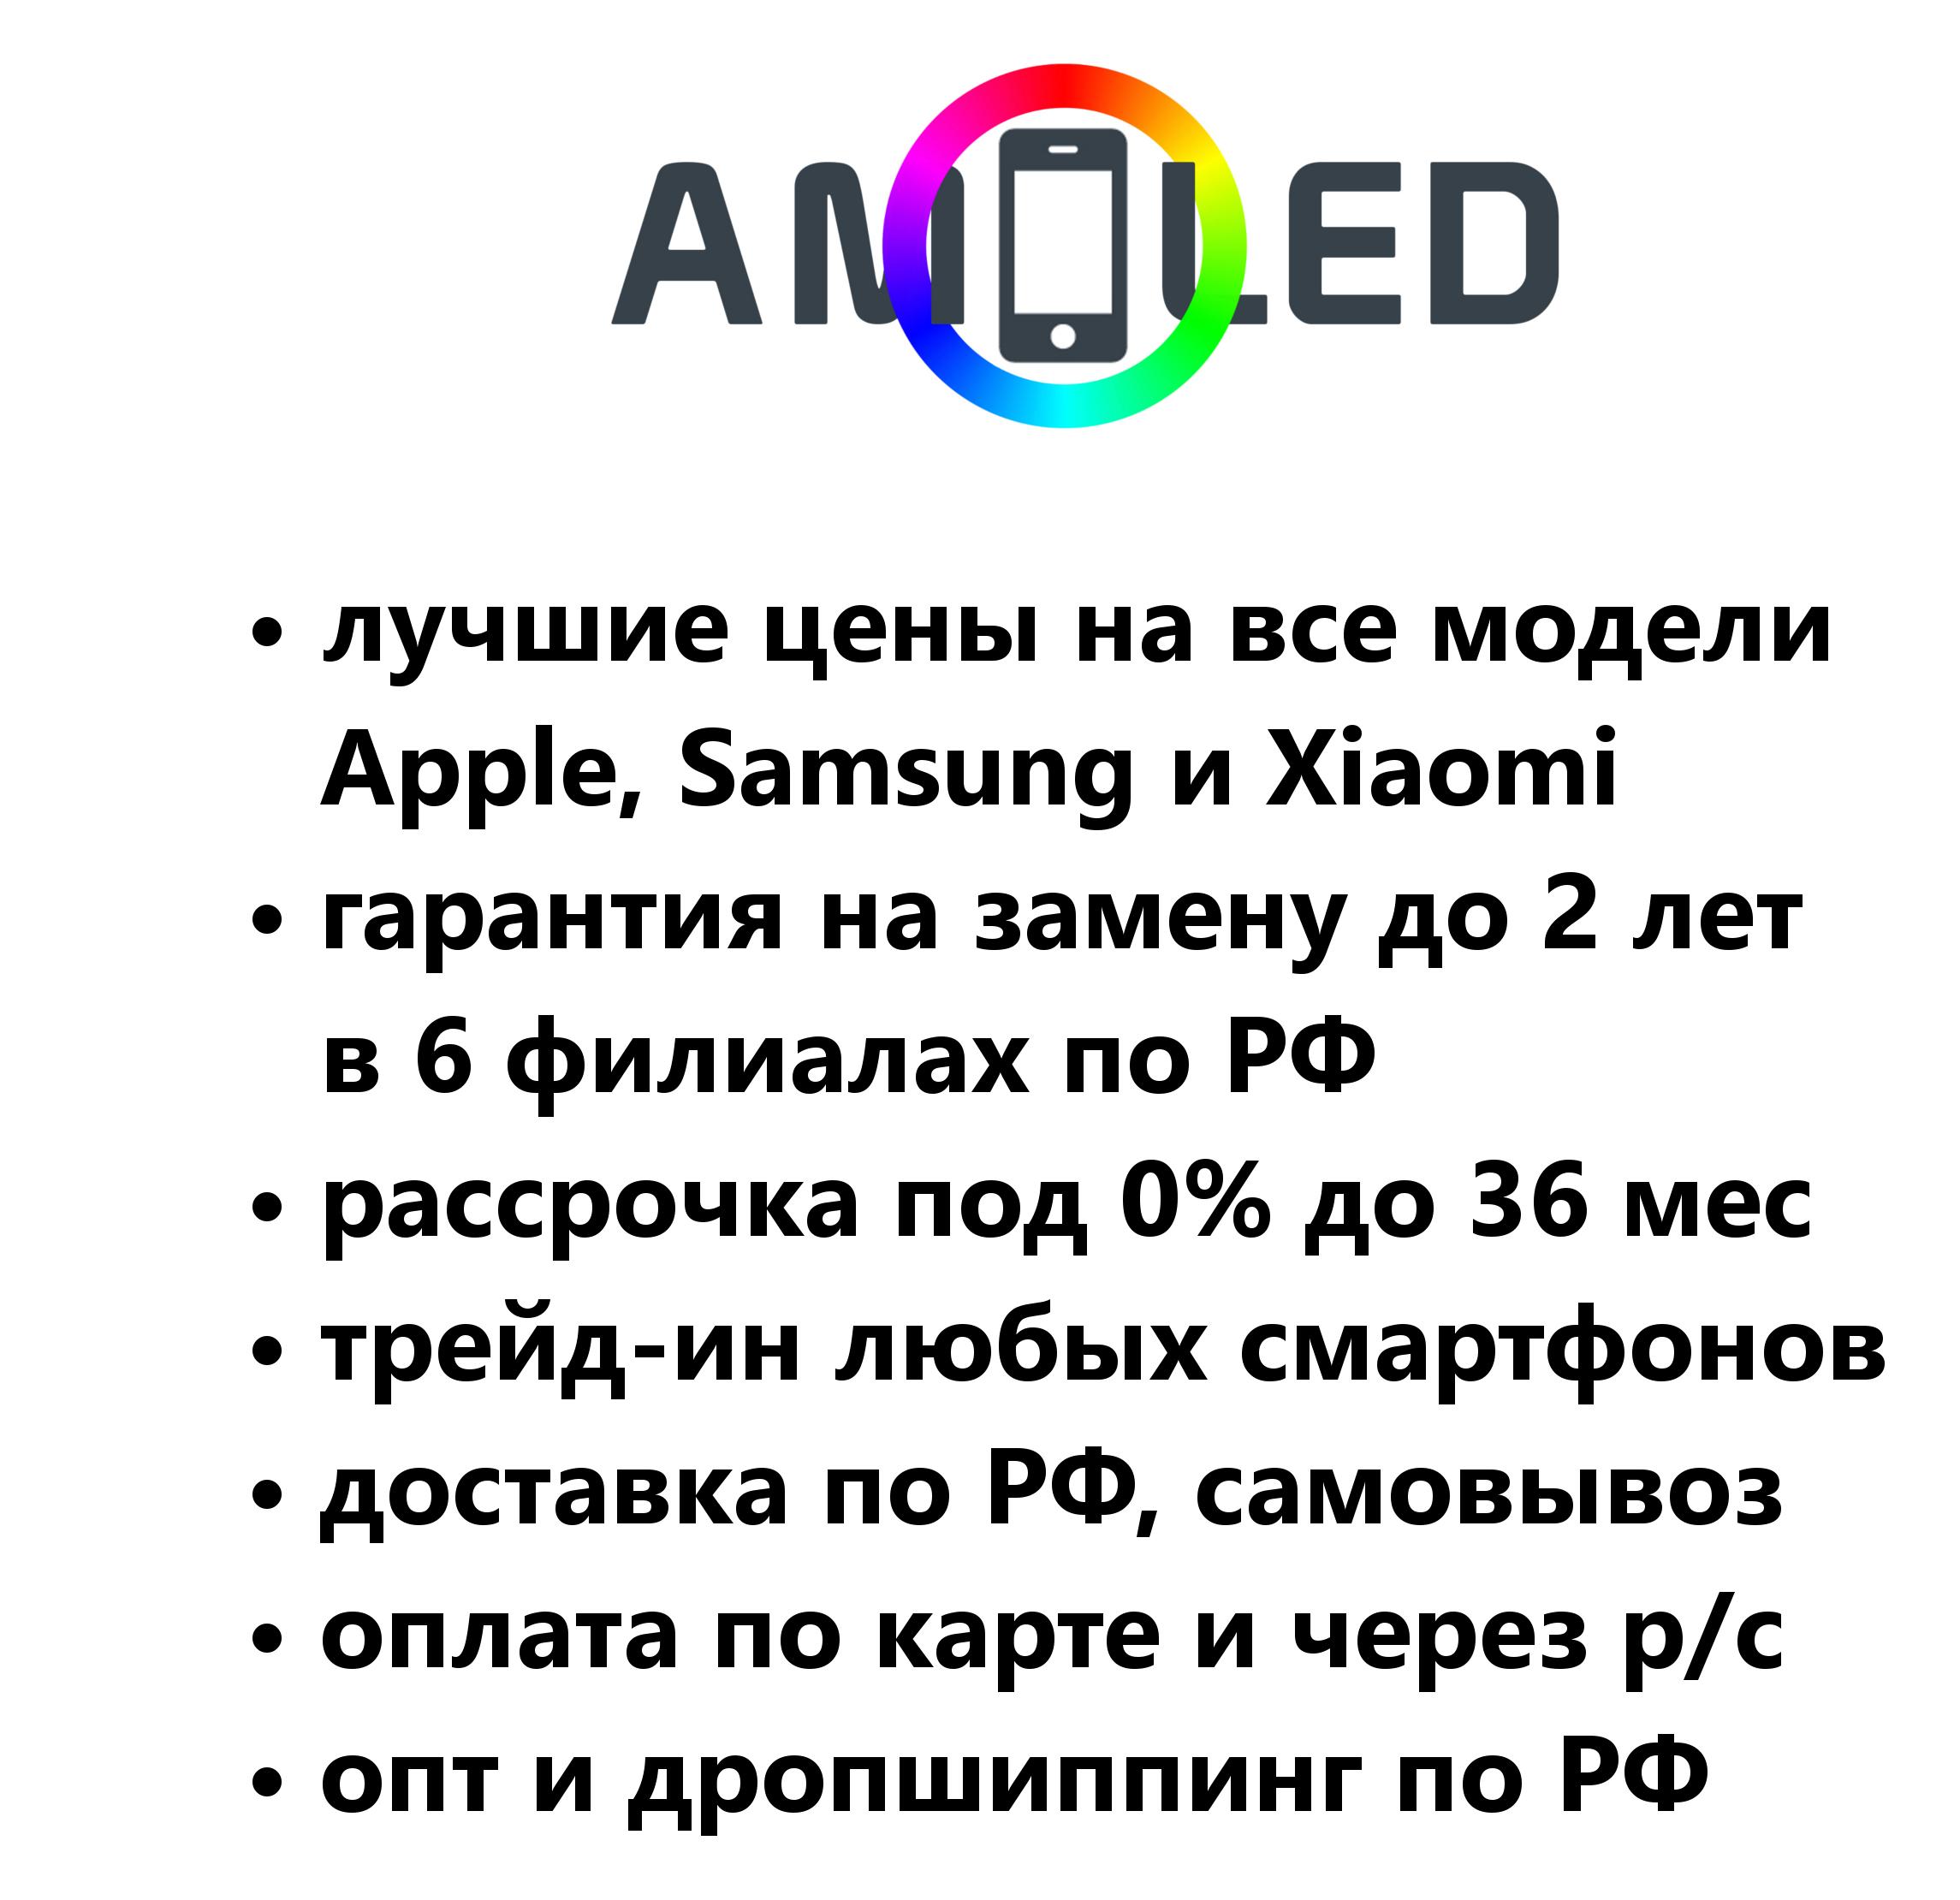 AMOLED
• лучшие цены на все модели
Apple, Samsung и Xiaomi
• гарантия на замену до 2 лет
в 6 филиалах по РФ
• рассрочка под 0% до 36 мес
• трейд-ин любых смартфонов
• доставка по РФ, самовывоз
• оплата по карте и через р/с
• опт и дропшиппинг по РФ